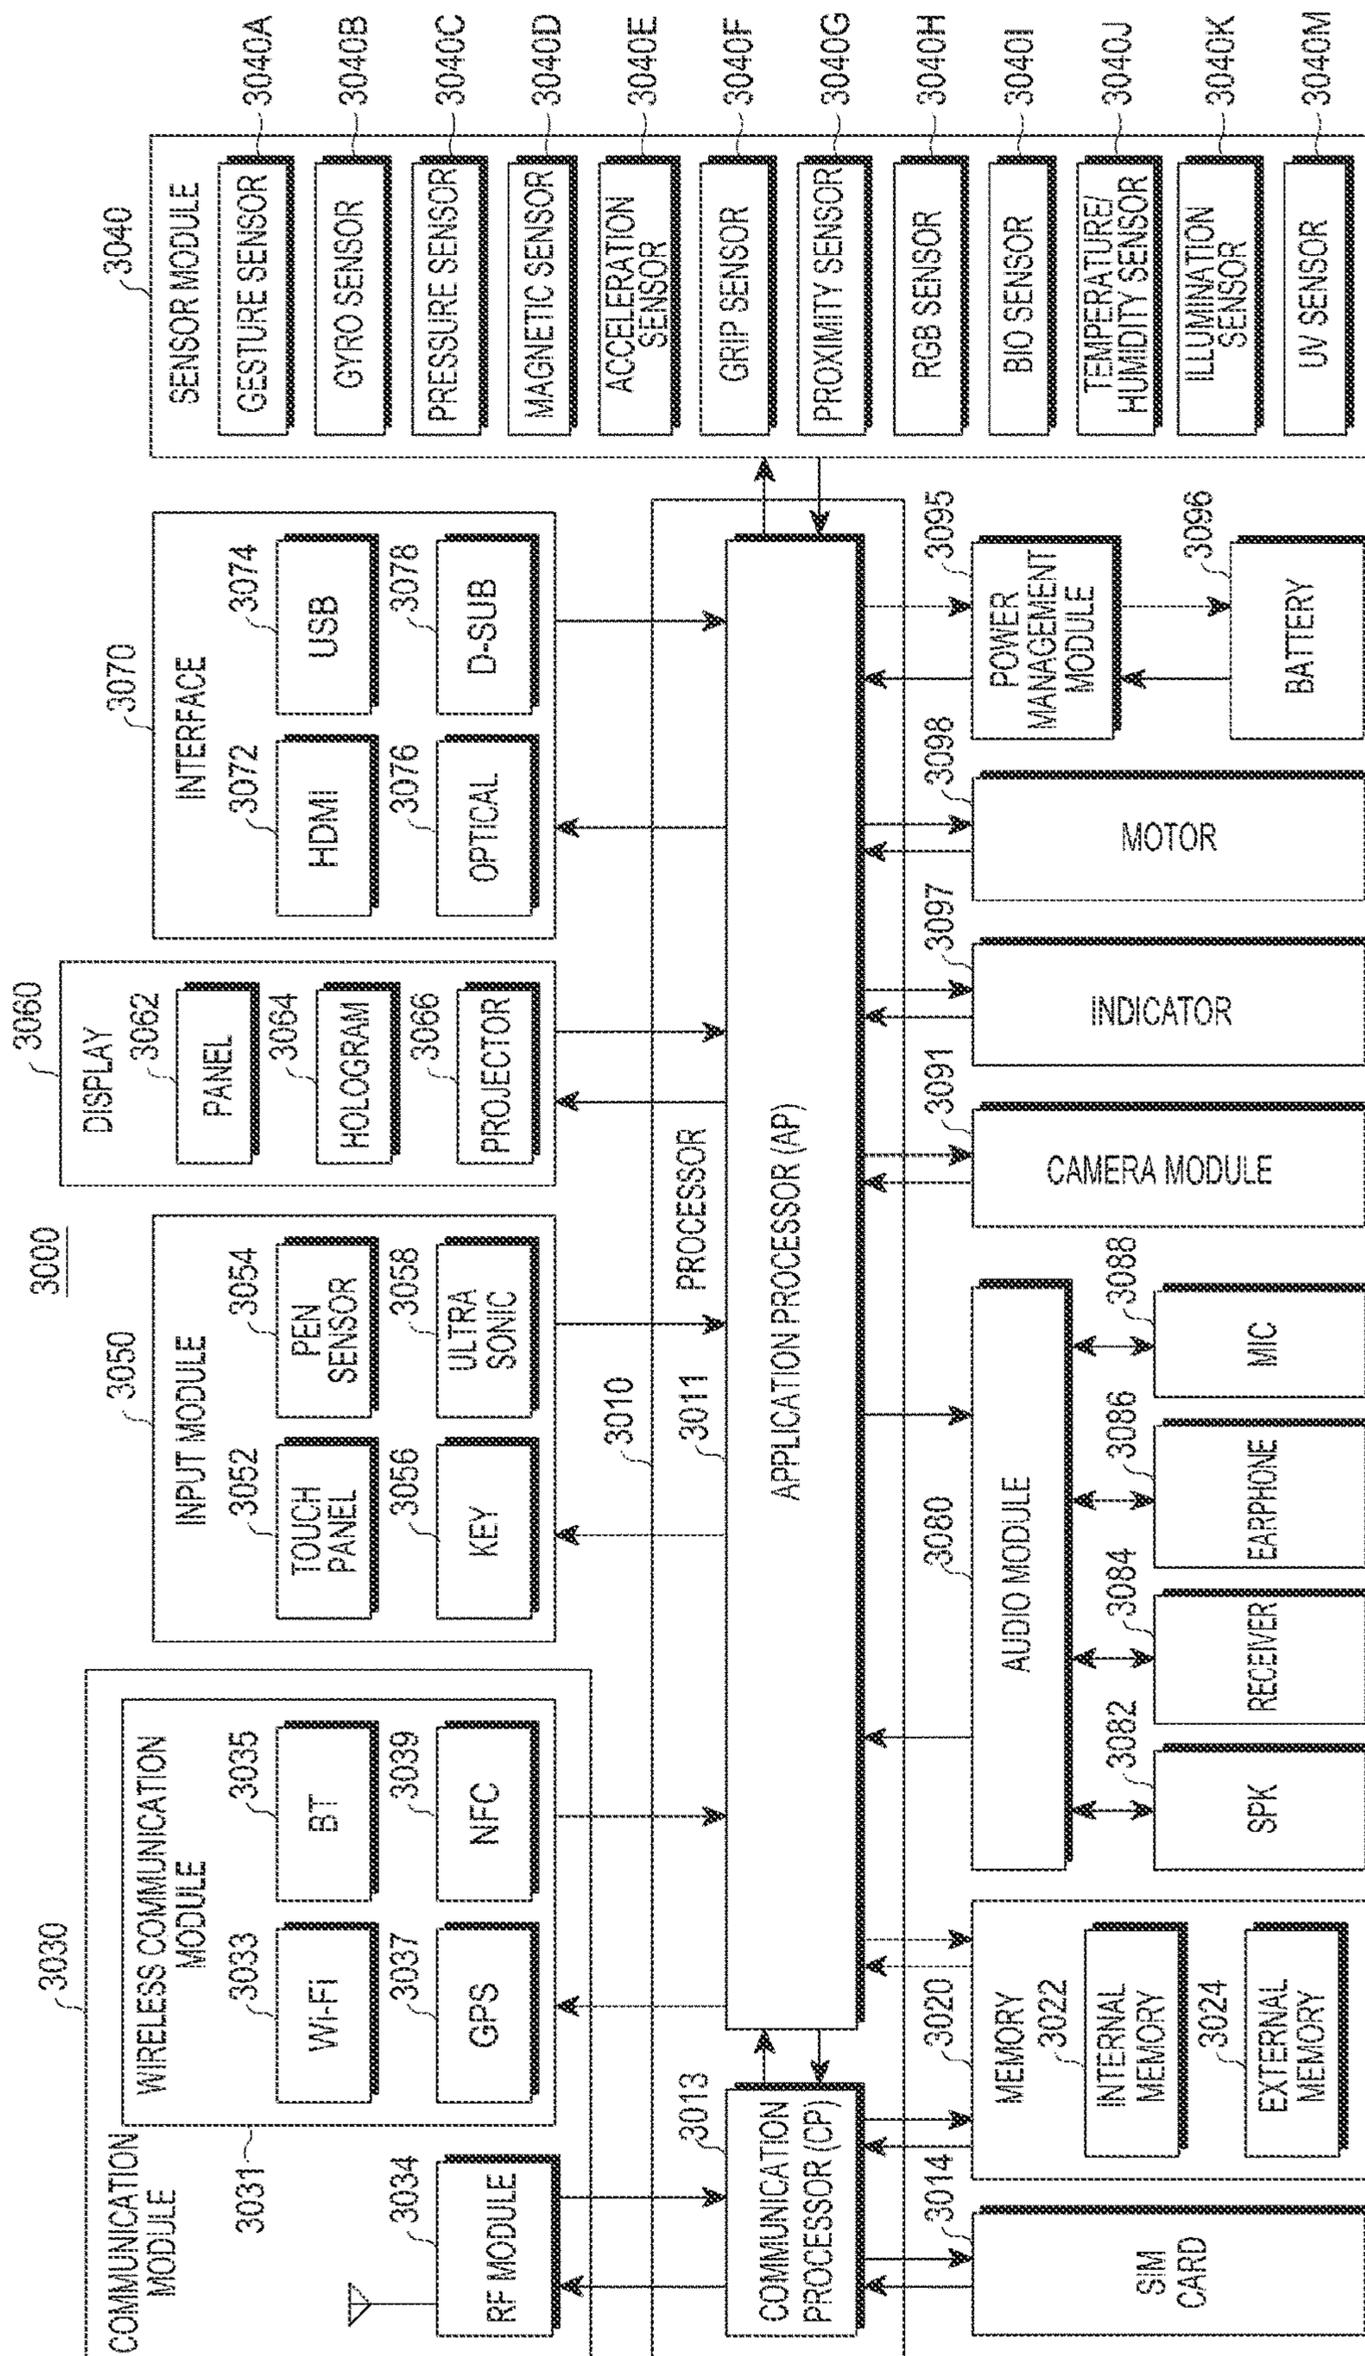 3000
3030
COMMUNICATION
MODULE
3031
WIRELESS COMMUNICATION
MODULE
3033
Wi-Fi
3035
BT
3037
GPS
3039
NFC
3034
RF MODULE
3050
INPUT MODULE
3052
TOUCH
PANEL
3054
PEN
SENSOR
3056
KEY
3058
ULTRA
SONIC
3060
DISPLAY
3062
PANEL
3064
HOLOGRAM
3066
PROJECTOR
3070
INTERFACE
3072
HDMI
3074
USB
3076
OPTICAL
3078
D-SUB
3040
SENSOR MODULE
GESTURE SENSOR
3040A
GYRO SENSOR
3040B
PRESSURE SENSOR
3040C
MAGNETIC SENSOR
3040D
ACCELERATION
SENSOR
3040E
GRIP SENSOR
3040F
PROXIMITY SENSOR
3040G
RGB SENSOR
3040H
BIO SENSOR
3040I
TEMPERATURE/
HUMIDITY SENSOR
3040J
ILLUMINATION
SENSOR
3040K
UV SENSOR
3040M
3010
PROCESSOR
3013
COMMUNICATION
PROCESSOR (CP)
3011
APPLICATION PROCESSOR (AP)
3014
SIM
CARD
3020
MEMORY
3022
INTERNAL
MEMORY
3024
EXTERNAL
MEMORY
3080
AUDIO MODULE
3082
SPK
3084
RECEIVER
3086
EARPHONE
3088
MIC
3091
CAMERA MODULE
3097
INDICATOR
3098
MOTOR
3095
POWER
MANAGEMENT
MODULE
3096
BATTERY